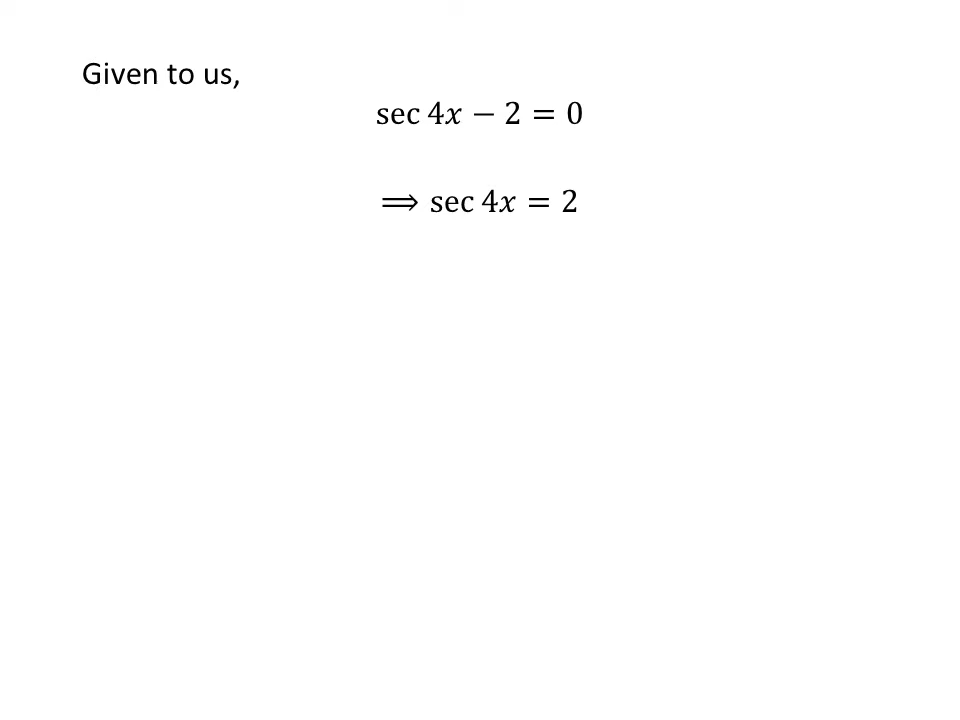 Given to us,
sec 4𝑥 − 2 = 0
⟹ sec 4𝑥 = 2